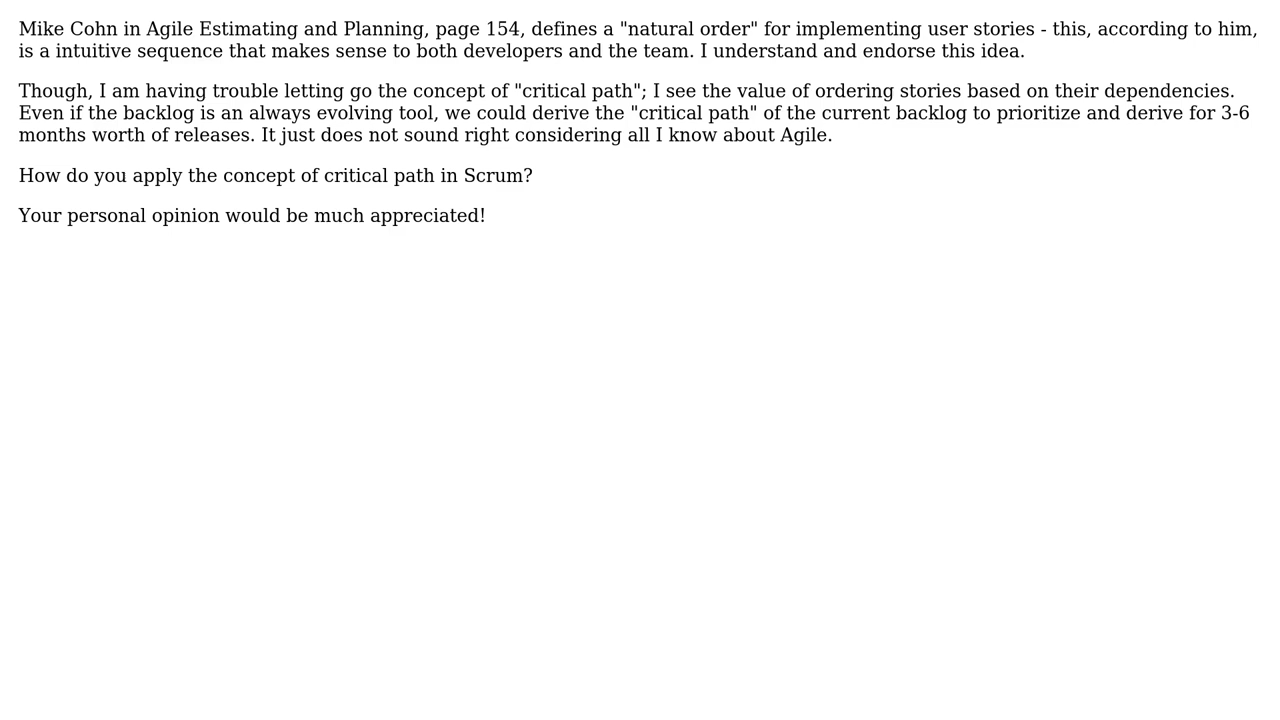 Mike Cohn in Agile Estimating and Planning, page 154, defines a "natural order" for implementing user stories - this, according to him,
is a intuitive sequence that makes sense to both developers and the team. I understand and endorse this idea.
Though, I am having trouble letting go the concept of "critical path"; I see the value of ordering stories based on their dependencies.
Even if the backlog is an always evolving tool, we could derive the "critical path" of the current backlog to prioritize and derive for 3-6
months worth of releases. It just does not sound right considering all I know about Agile.
How do you apply the concept of critical path in Scrum?
Your personal opinion would be much appreciated!